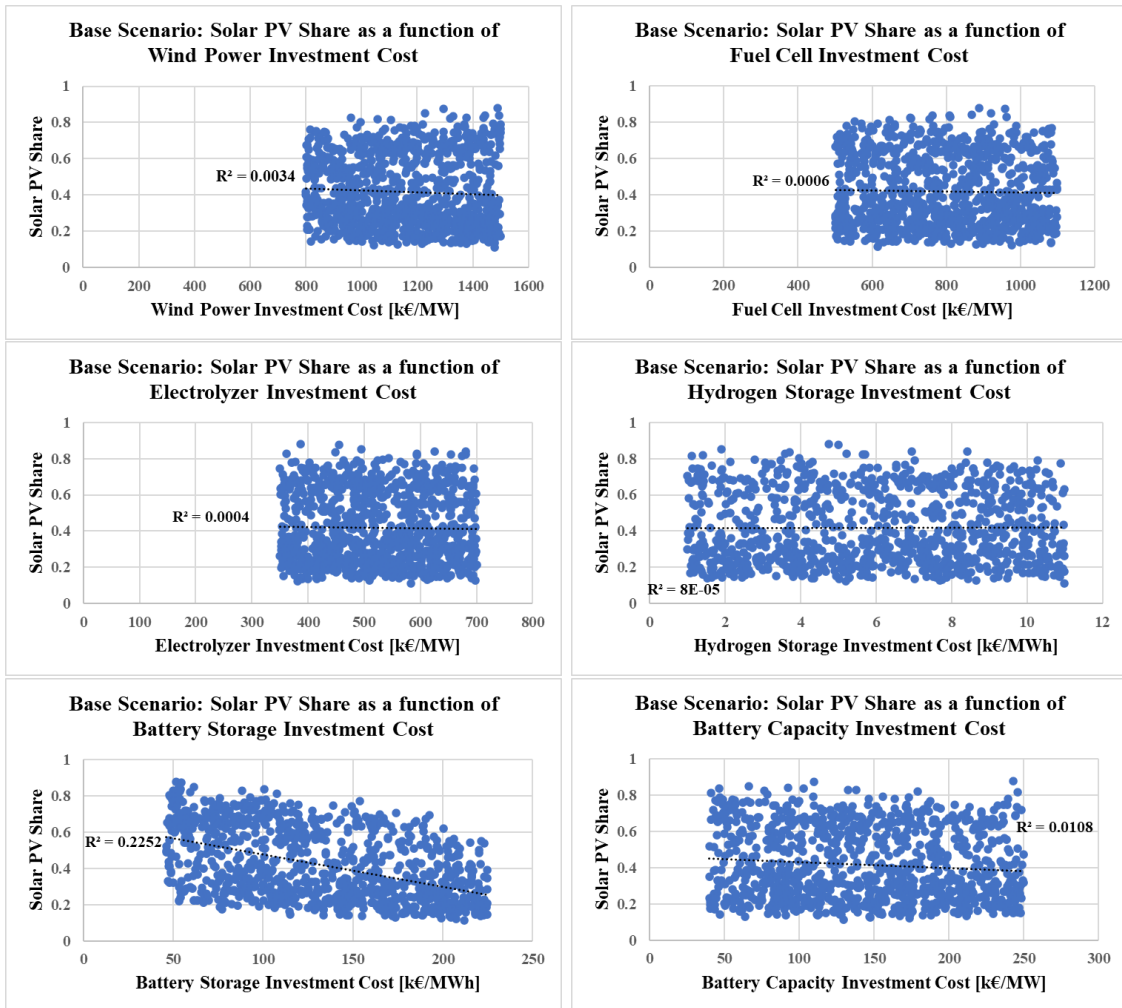 Base Scenario: Solar PV Share as a function of
Wind Power Investment Cost
1
0.8
0.6
0.4
0.2
0
R² = 0.0034
Solar PV Share
0
200
400
600
800
1000
1200
1400
1600
Wind Power Investment Cost [k€/MW]
Base Scenario: Solar PV Share as a function of
Fuel Cell Investment Cost
1
0.8
0.6
0.4
0.2
0
R² = 0.0006
Solar PV Share
0
200
400
600
800
1000
1200
Fuel Cell Investment Cost [k€/MW]
Base Scenario: Solar PV Share as a function of
Electrolyzer Investment Cost
1
0.8
0.6
0.4
0.2
0
R² = 0.0004
Solar PV Share
0
100
200
300
400
500
600
700
800
Electrolyzer Investment Cost [k€/MW]
Base Scenario: Solar PV Share as a function of
Hydrogen Storage Investment Cost
1
0.8
0.6
0.4
0.2
0
R² = 8E-05
Solar PV Share
0
2
4
6
8
10
12
Hydrogen Storage Investment Cost [k€/MWh]
Base Scenario: Solar PV Share as a function of
Battery Storage Investment Cost
1
0.8
0.6
0.4
0.2
0
R² = 0.2252
Solar PV Share
0
50
100
150
200
250
Battery Storage Investment Cost [k€/MWh]
Base Scenario: Solar PV Share as a function of
Battery Capacity Investment Cost
1
0.8
0.6
0.4
0.2
0
R² = 0.0108
Solar PV Share
0
50
100
150
200
250
300
Battery Capacity Investment Cost [k€/MW]